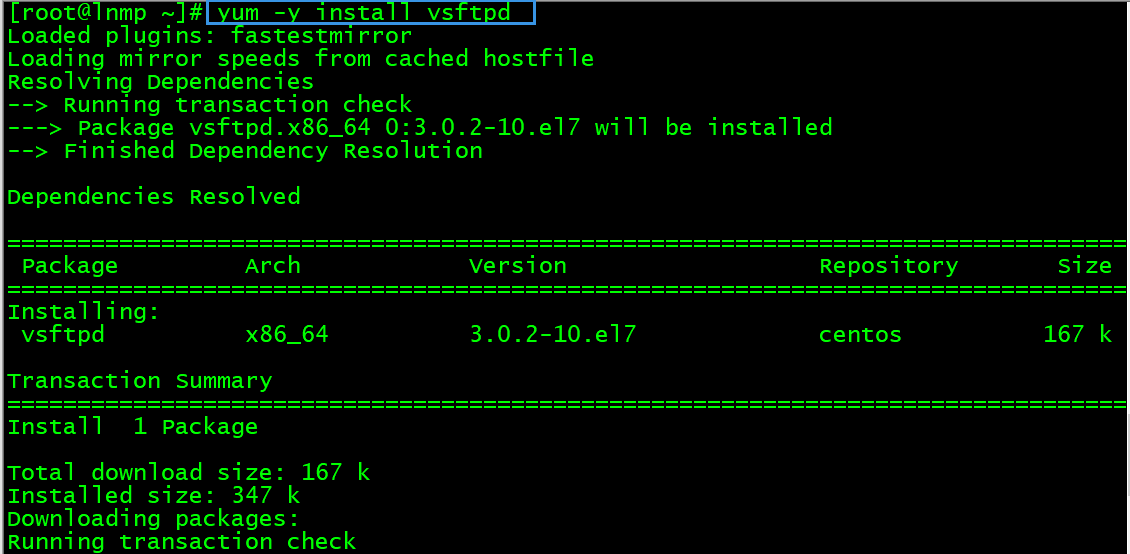 [root@lnmp ~]# yum -y install vsftpd
Loaded plugins: fastestmirror
Loading mirror speeds from cached hostfile
Resolving Dependencies
--> Running transaction check
---> Package vsftpd.x86_64 0:3.0.2-10.el7 will be installed
--> Finished Dependency Resolution

Dependencies Resolved

================================================================================
 Package         Arch            Version                  Repository       Size
================================================================================
Installing:
 vsftpd          x86_64          3.0.2-10.el7             centos          167 k

Transaction Summary
================================================================================
Install  1 Package

Total download size: 167 k
Installed size: 347 k
Downloading packages:
Running transaction check